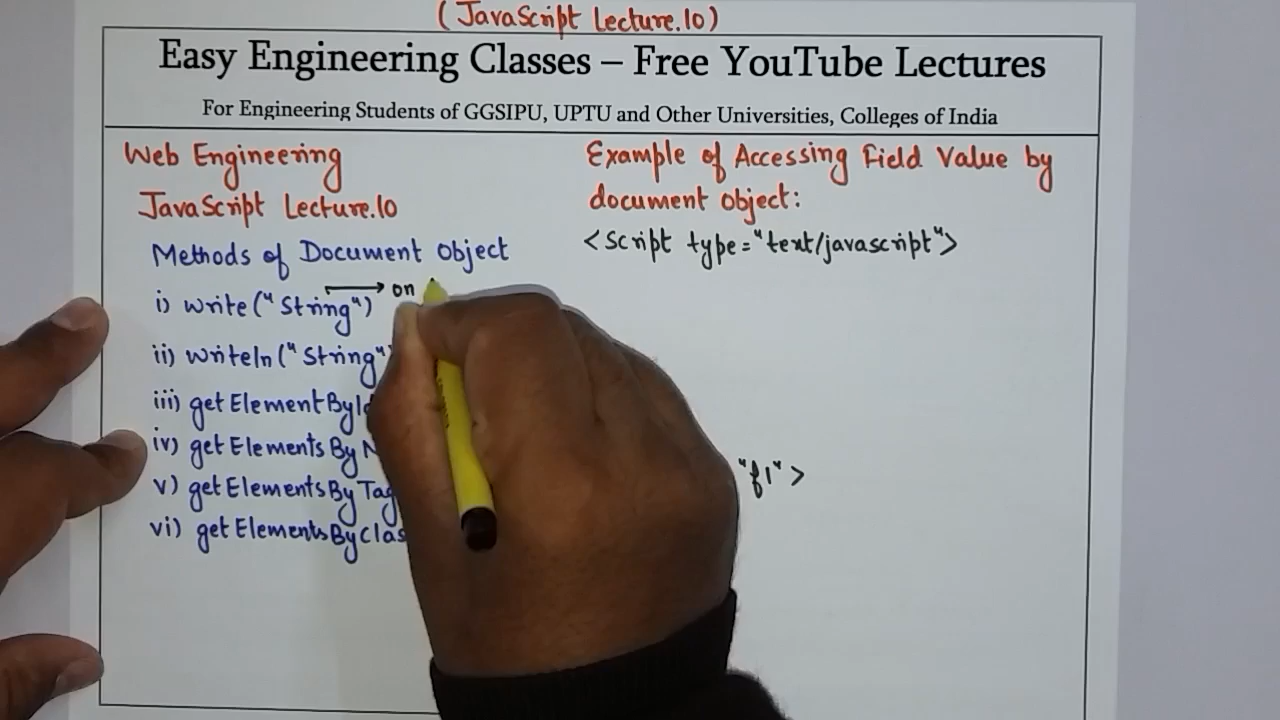 (JavaScript Lecture.10)
Easy Engineering Classes – Free YouTube Lectures
For Engineering Students of GGSIPU, UPTU and Other Universities, Colleges of India
Web Engineering
JavaScript Lecture.10
Methods of Document Object
i) write("String") → on
ii) writeln("String"
iii) getElementById
iv) getElementsBy
v) getElementsByTag
vi) getElementsByClas
Example of Accessing Field Value by
document object:
<script type="text/javascript">
"f1">